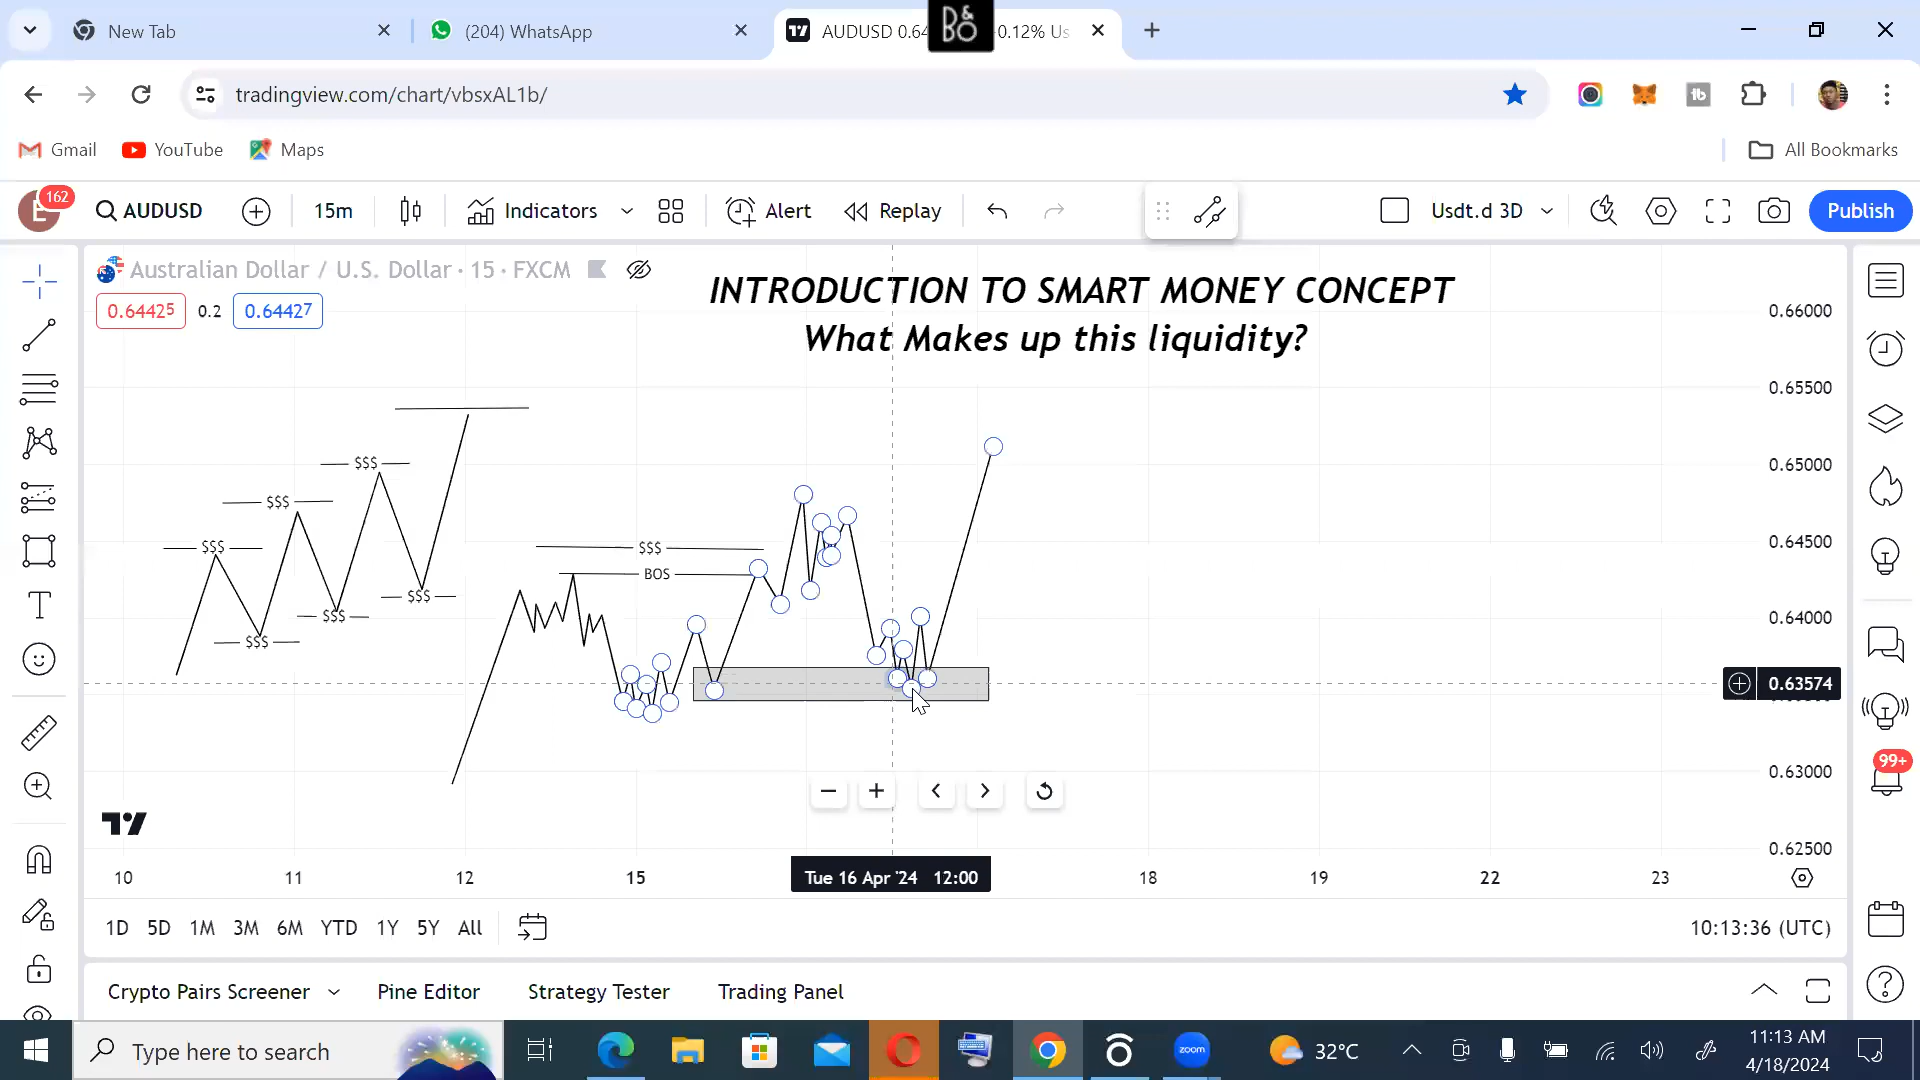 New Tab
(204) WhatsApp
AUDUSD 0.64
0.12% Us
B&O
tradingview.com/chart/vbsxAL1b/
tb
Gmail
YouTube
Maps
All Bookmarks
E
162
AUDUSD
15m
Indicators
Alert
Replay
Usdt.d 3D
Publish
Australian Dollar / U.S. Dollar · 15 · FXCM
0.64425
0.2
0.64427
INTRODUCTION TO SMART MONEY CONCEPT
What Makes up this liquidity?
0.66000
0.65500
0.65000
0.64500
0.64000
0.63574
0.63000
0.62500
$$$
$$$
$$$
$$$
$$$
$$$
$$$
BOS
99+
10
11
12
15
Tue 16 Apr '24 12:00
18
19
22
23
1D
5D
1M
3M
6M
YTD
1Y
5Y
All
10:13:36 (UTC)
Crypto Pairs Screener
Pine Editor
Strategy Tester
Trading Panel
Type here to search
zoom
32°C
11:13 AM
4/18/2024